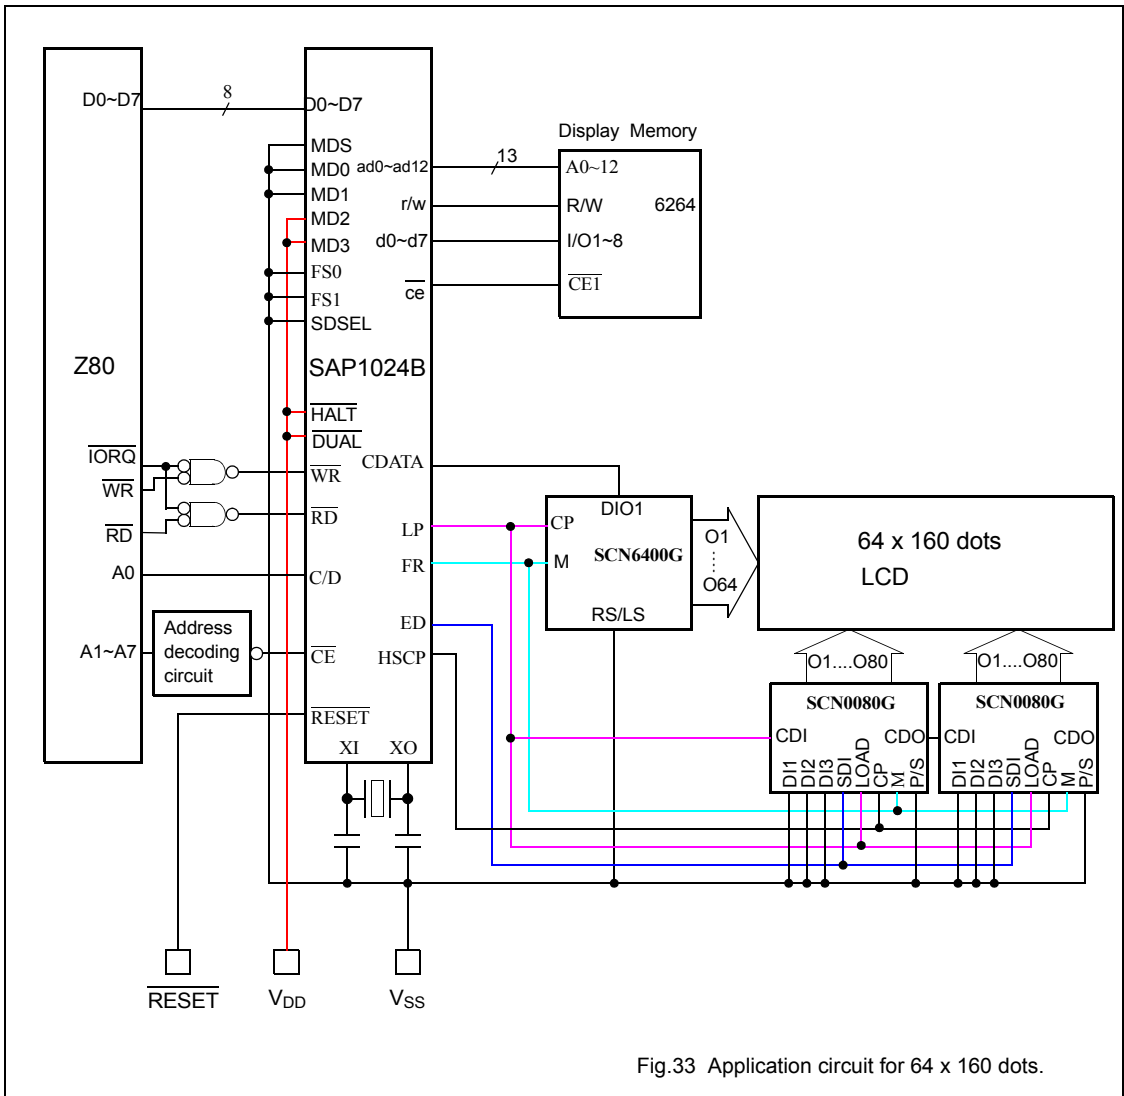 Z80
D0~D7
IORQ
WR
RD
A0
A1~A7
8
Address
decoding
circuit
D0~D7
MDS
MD0
MD1
MD2
MD3
FS0
FS1
SDSEL
SAP1024B
HALT
DUAL
WR
RD
C/D
CE
RESET
XI XO
ad0~ad12
r/w
d0~d7
ce
CDATA
LP
FR
ED
HSCP
13
Display Memory
A0~12
R/W 6264
I/O1~8
CE1
DIO1
CP
SCN6400G
M
RS/LS
O1
O64
64 x 160 dots
LCD
O1....O80
O1....O80
SCN0080G
CDI CDO
DI1
DI2
DI3
SDI
LOAD
CP
M
P/S
SCN0080G
CDI CDO
DI1
DI2
DI3
SDI
LOAD
CP
M
P/S
RESET
VDD
VSS
Fig.33 Application circuit for 64 x 160 dots.